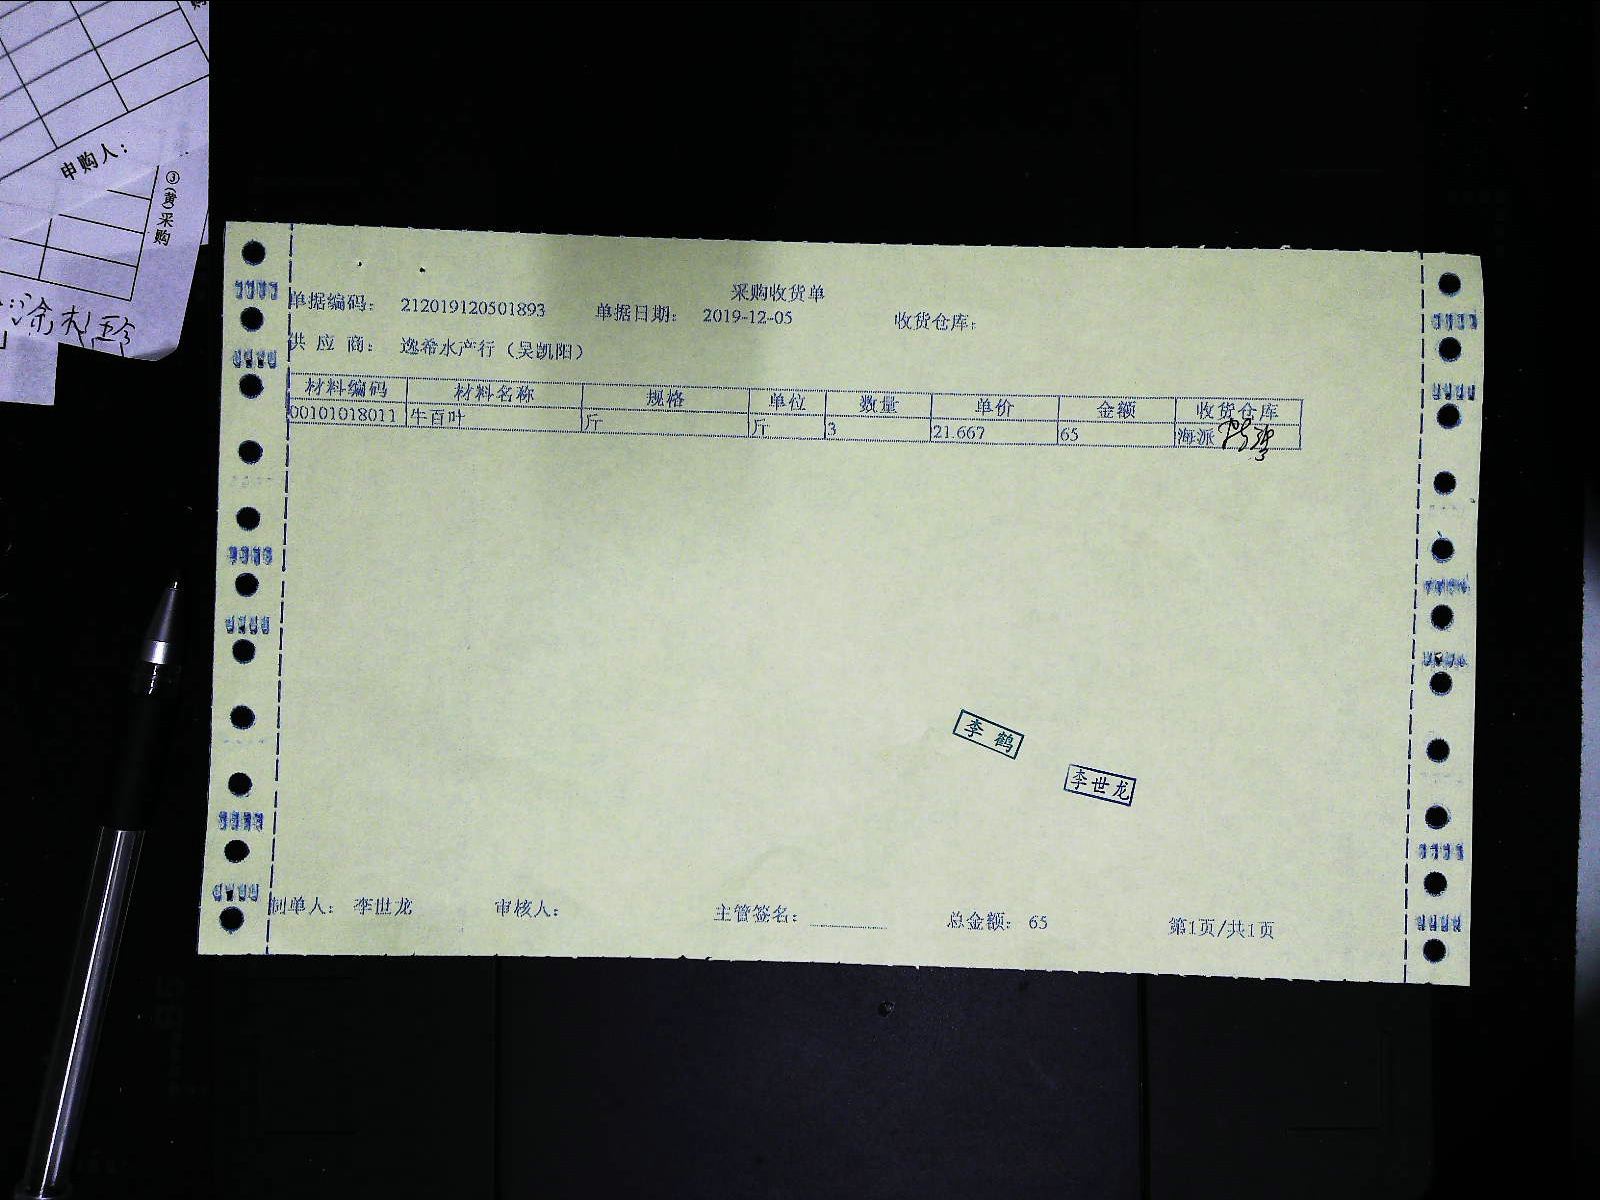 申购人：
③(黄)采购
采购收货单
单据编码： 212019120501893 单据日期： 2019-12-05 收货仓库：
供 应 商： 逸希水产行（吴凯阳）
材料编码 材料名称 规格 单位 数量 单价 金额 收货仓库
00101018011 牛百叶 斤 斤 3 21.667 65 海派
李鹤
李世龙
制单人： 李世龙 审核人： 主管签名： 总金额： 65 第1页/共1页